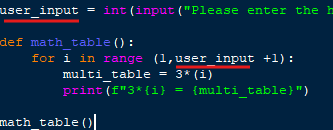 user_input = int(input("Please enter the h
def math_table():
    for i in range (1,user_input +1):
        multi_table = 3*(i)
        print(f"3*{i} = {multi_table}")
math_table()